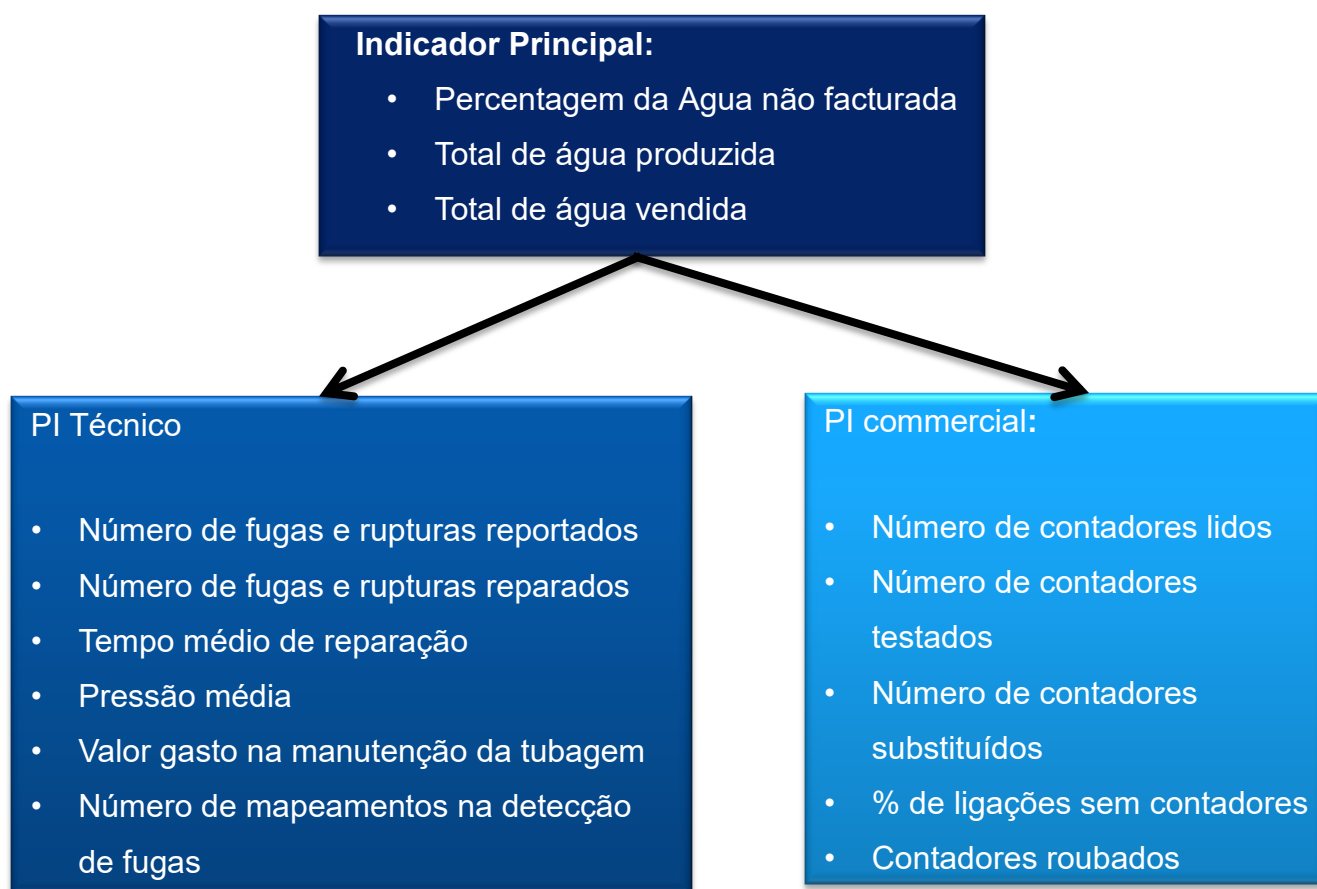 Indicador Principal:
• Percentagem da Agua não facturada
• Total de água produzida
• Total de água vendida
PI Técnico
• Número de fugas e rupturas reportados
• Número de fugas e rupturas reparados
• Tempo médio de reparação
• Pressão média
• Valor gasto na manutenção da tubagem
• Número de mapeamentos na detecção
de fugas
PI commercial:
• Número de contadores lidos
• Número de contadores
testados
• Número de contadores
substituídos
• % de ligações sem contadores
• Contadores roubados